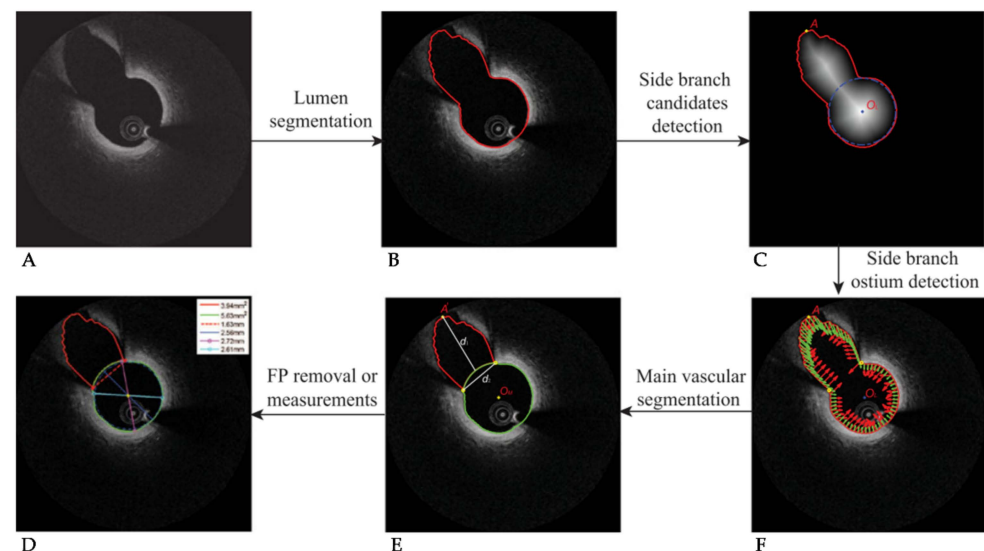 Lumen
segmentation
Side branch
candidates
detection
A
O
A
B
C
Side branch
ostium detection
3.94mm²
5.63mm²
1.63mm
2.56mm
2.72mm
2.61mm
FP removal or
measurements
A
d
d
O
Main vascular
segmentation
A
O
D
E
F